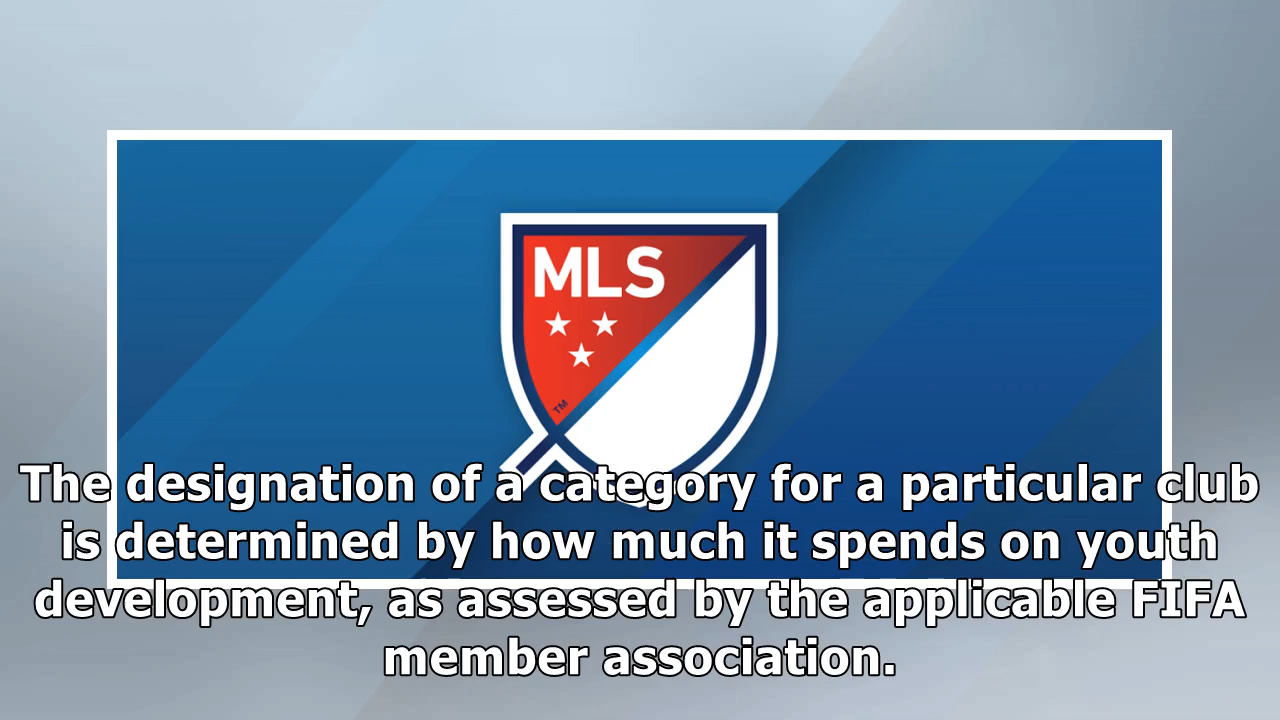 MLS
TM
The designation of a category for a particular club
is determined by how much it spends on youth
development, as assessed by the applicable FIFA
member association.